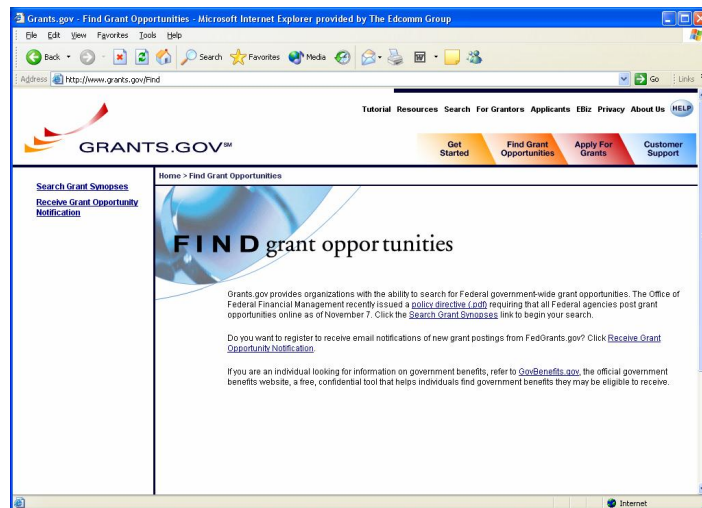 Grants.gov - Find Grant Opportunities - Microsoft Internet Explorer provided by The Edcomm Group
File Edit View Favorites Tools Help
Back Search Favorites Media
Address http://www.grants.gov/Find Go Links
Tutorial Resources Search For Grantors Applicants EBiz Privacy About Us HELP
GRANTS.GOV℠
Get Started
Find Grant Opportunities
Apply For Grants
Customer Support
Home > Find Grant Opportunities
Search Grant Synopses
Receive Grant Opportunity
Notification
FIND grant opportunities
Grants.gov provides organizations with the ability to search for Federal government-wide grant opportunities. The Office of
Federal Financial Management recently issued a policy directive (.pdf) requiring that all Federal agencies post grant
opportunities online as of November 7. Click the Search Grant Synopses link to begin your search.
Do you want to register to receive email notifications of new grant postings from FedGrants.gov? Click Receive Grant
Opportunity Notification.
If you are an individual looking for information on government benefits, refer to GovBenefits.gov, the official government
benefits website, a free, confidential tool that helps individuals find government benefits they may be eligible to receive.
Internet